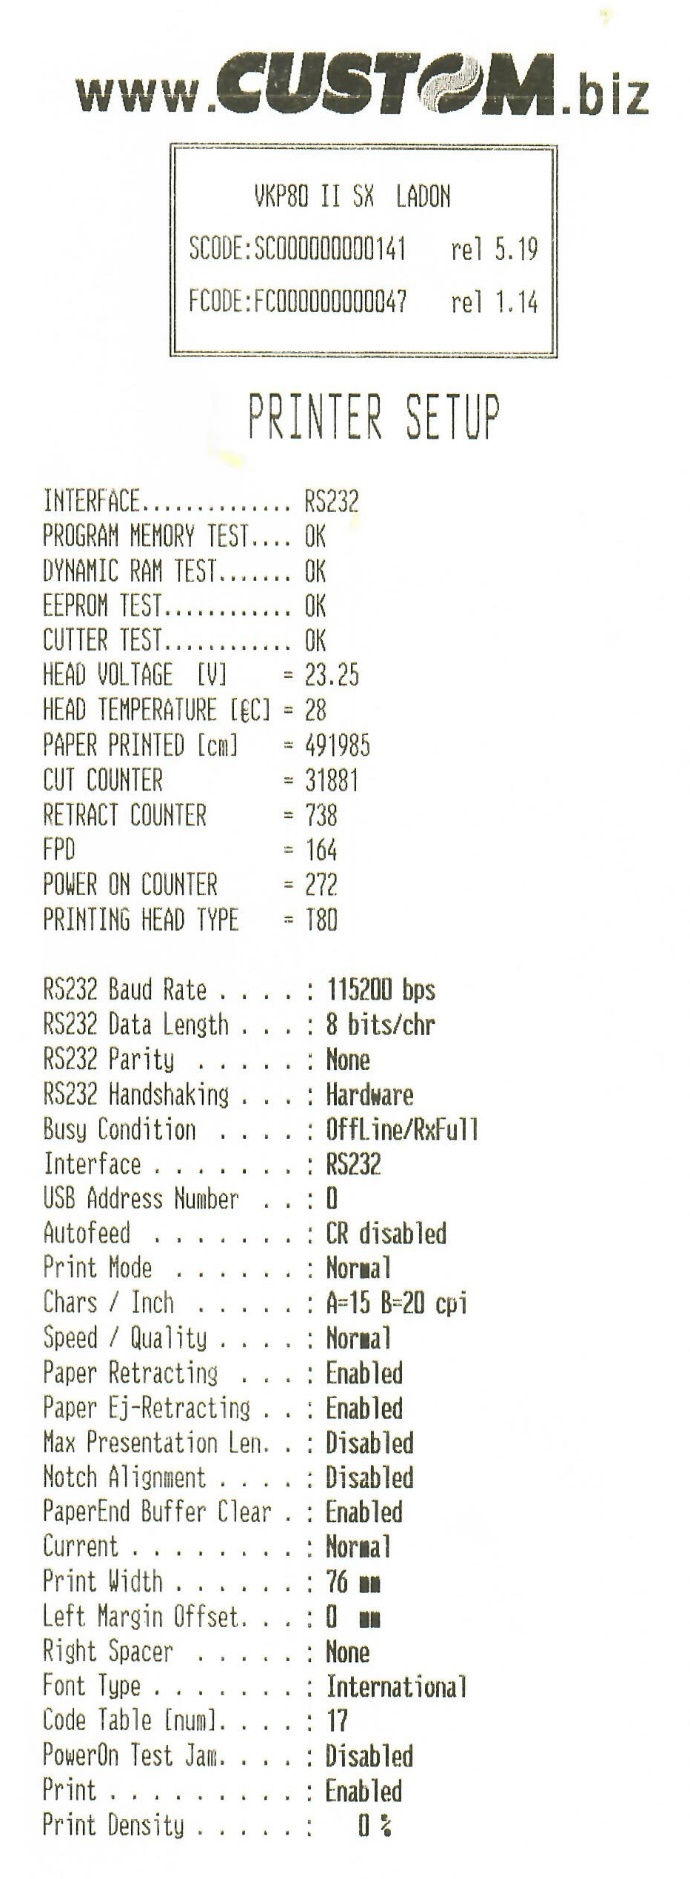 www.CUSTOM.biz
VKP80 II SX LADON
SCODE:SC000000000141 rel 5.19
FCODE:FC000000000047 rel 1.14
PRINTER SETUP
INTERFACE.............. RS232
PROGRAM MEMORY TEST.... OK
DYNAMIC RAM TEST....... OK
EEPROM TEST............ OK
CUTTER TEST............ OK
HEAD VOLTAGE [V] = 23.25
HEAD TEMPERATURE [§C] = 28
PAPER PRINTED [cm] = 491985
CUT COUNTER = 31881
RETRACT COUNTER = 738
FPD = 164
POWER ON COUNTER = 272
PRINTING HEAD TYPE = T80
RS232 Baud Rate . . . . : 115200 bps
RS232 Data Length . . . : 8 bits/chr
RS232 Parity . . . . . : None
RS232 Handshaking . . . : Hardware
Busy Condition . . . . : OffLine/RxFull
Interface . . . . . . . : RS232
USB Address Number . . : 0
Autofeed . . . . . . . : CR disabled
Print Mode . . . . . . : Normal
Chars / Inch . . . . . : A=15 B=20 cpi
Speed / Quality . . . . : Normal
Paper Retracting . . . : Enabled
Paper Ej-Retracting . . : Enabled
Max Presentation Len. . : Disabled
Notch Alignment . . . . : Disabled
PaperEnd Buffer Clear . : Enabled
Current . . . . . . . . : Normal
Print Width . . . . . . : 76 mm
Left Margin Offset. . . : 0 mm
Right Spacer . . . . . : None
Font Type . . . . . . . : International
Code Table [num]. . . . : 17
PowerOn Test Jam. . . . : Disabled
Print . . . . . . . . . : Enabled
Print Density . . . . . : 0 %